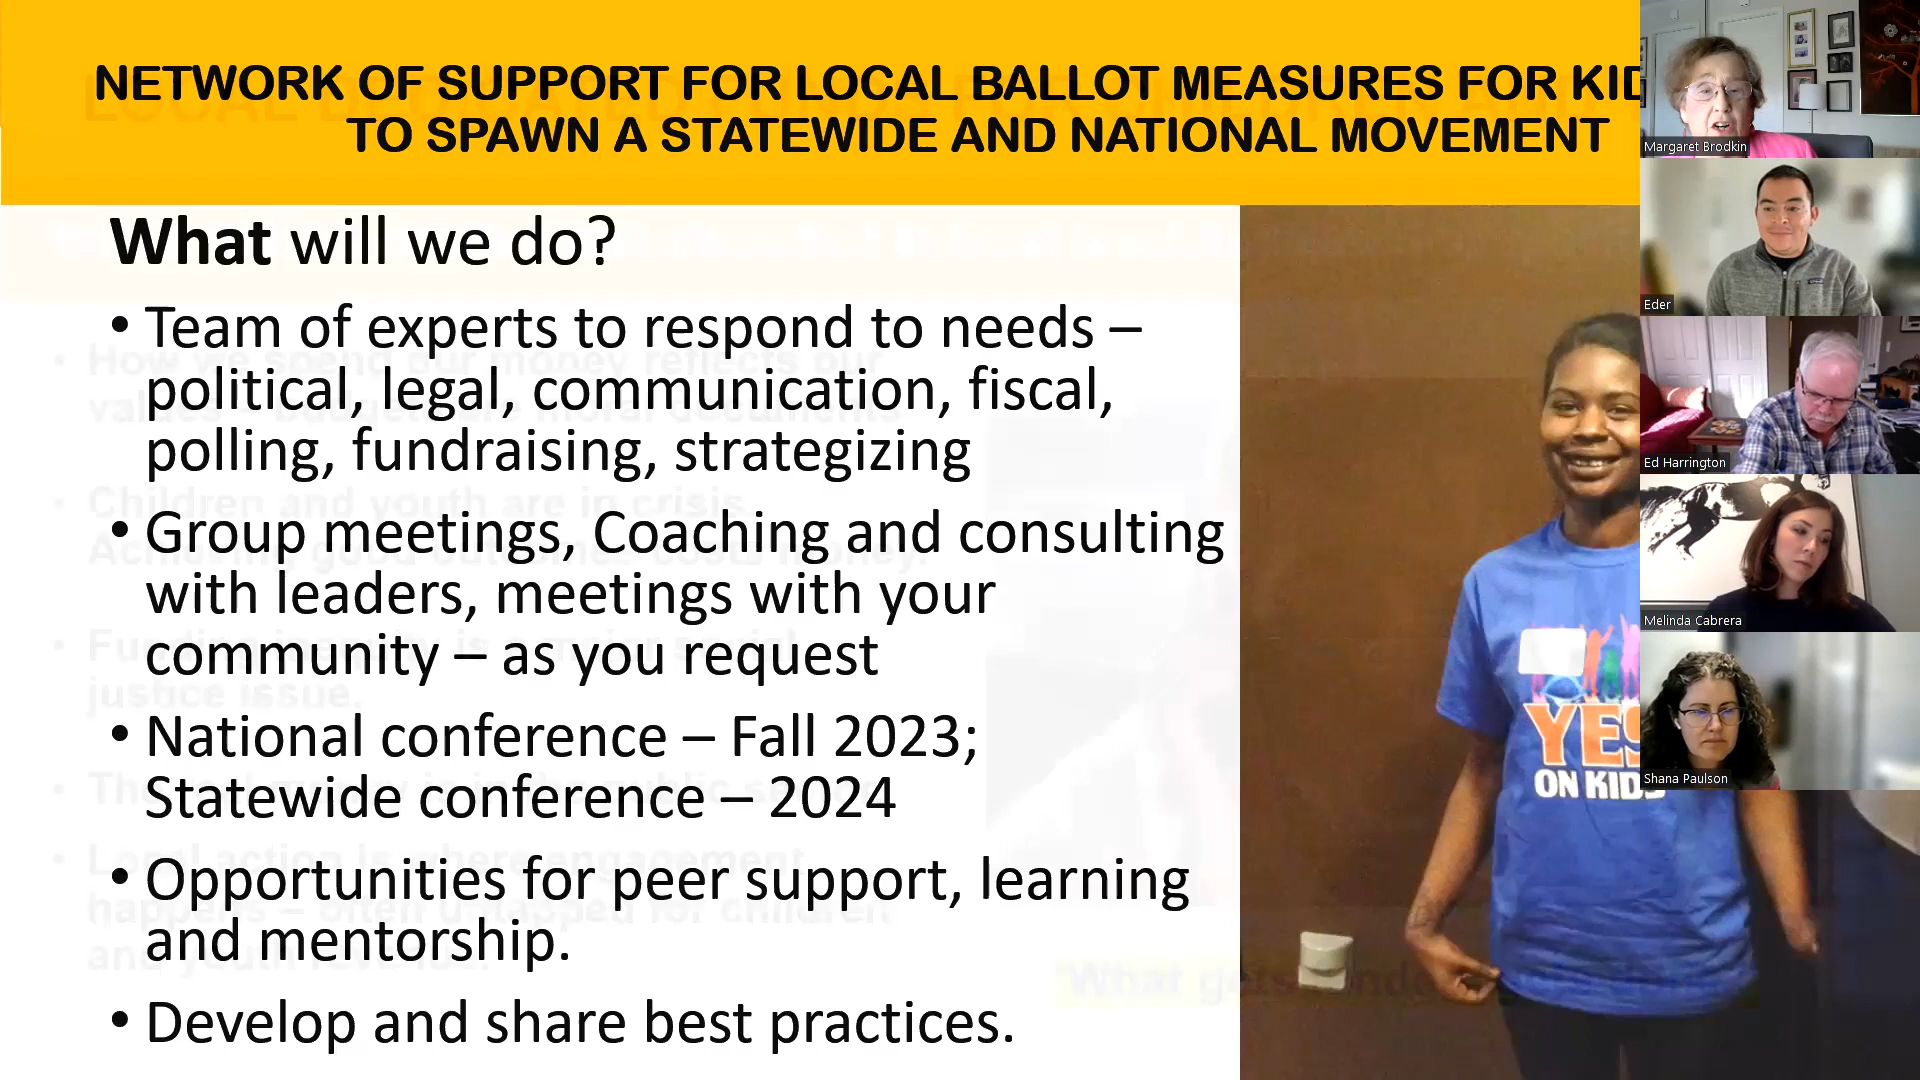 NETWORK OF SUPPORT FOR LOCAL BALLOT MEASURES FOR KID
TO SPAWN A STATEWIDE AND NATIONAL MOVEMENT
What will we do?
• Team of experts to respond to needs –
political, legal, communication, fiscal,
polling, fundraising, strategizing
• Group meetings, Coaching and consulting
with leaders, meetings with your
community – as you request
• National conference – Fall 2023;
Statewide conference – 2024
• Opportunities for peer support, learning
and mentorship.
• Develop and share best practices.
YES
ON KIDS
Margaret Brodkin
Eder
Ed Harrington
Melinda Cabrera
Shana Paulson